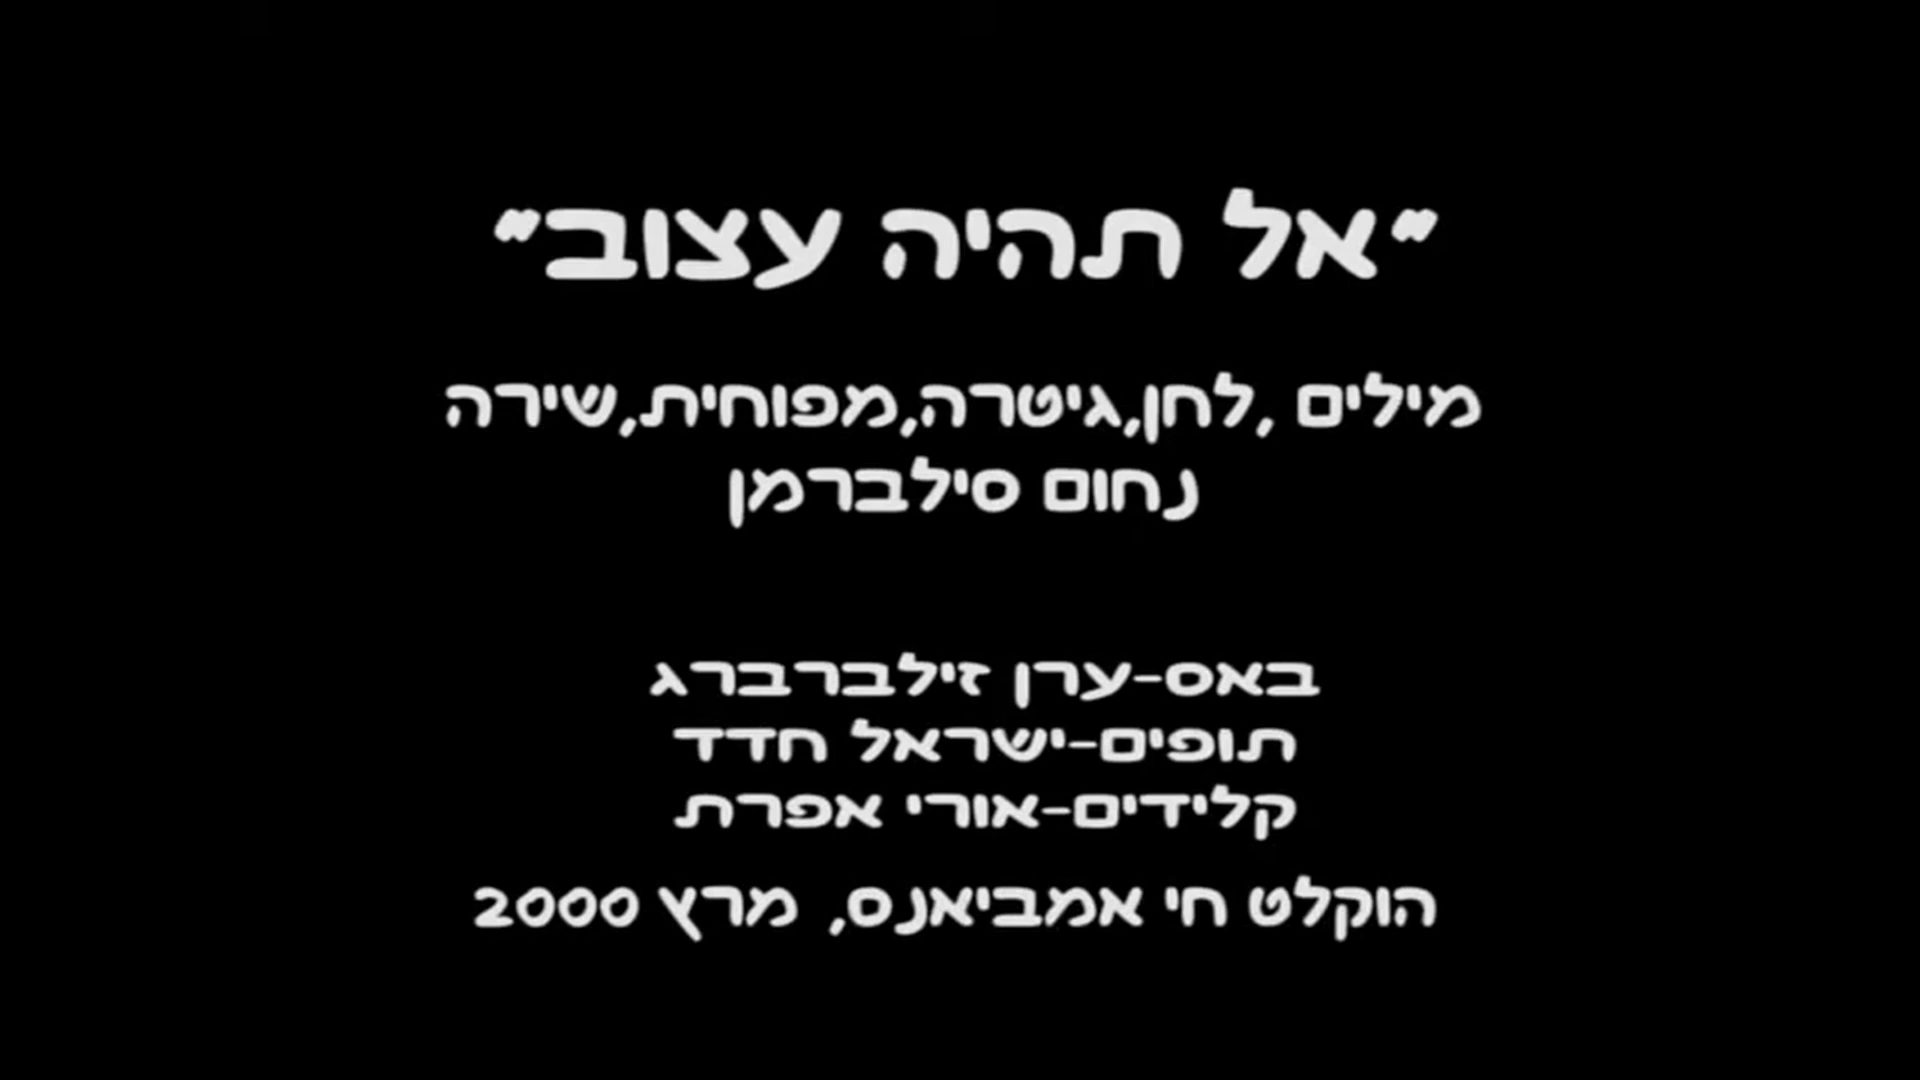 "אל תהיה עצוב"
מילים ,לחן,גיטרה,מפוחית,שירה
נחום סילברמן
באס-ערן זילברברג
תופים-ישראל חדד
קלידים-אורי אפרת
הוקלט חי אמביאנס, מרץ 2000